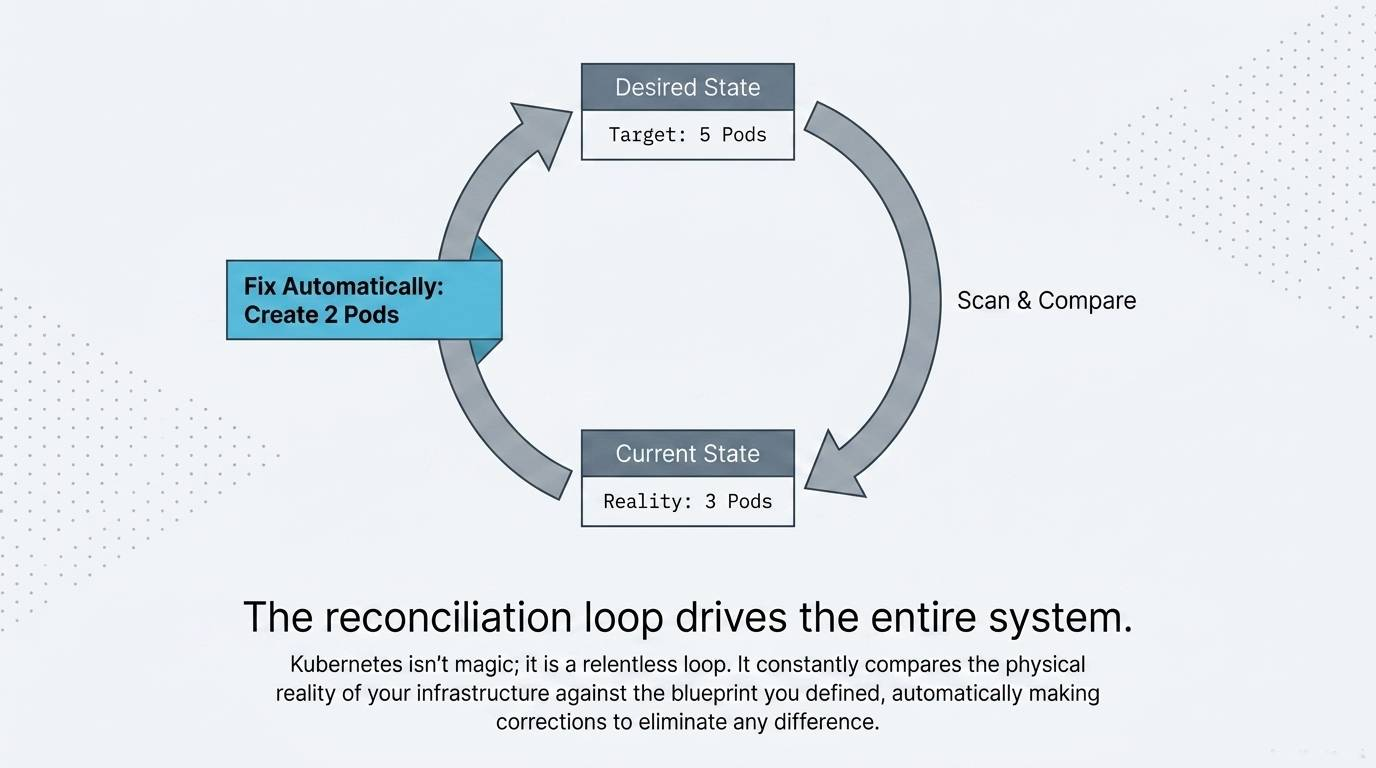 Desired State
Target: 5 Pods
Fix Automatically:
Create 2 Pods
Scan & Compare
Current State
Reality: 3 Pods
The reconciliation loop drives the entire system.
Kubernetes isn’t magic; it is a relentless loop. It constantly compares the physical
reality of your infrastructure against the blueprint you defined, automatically making
corrections to eliminate any difference.